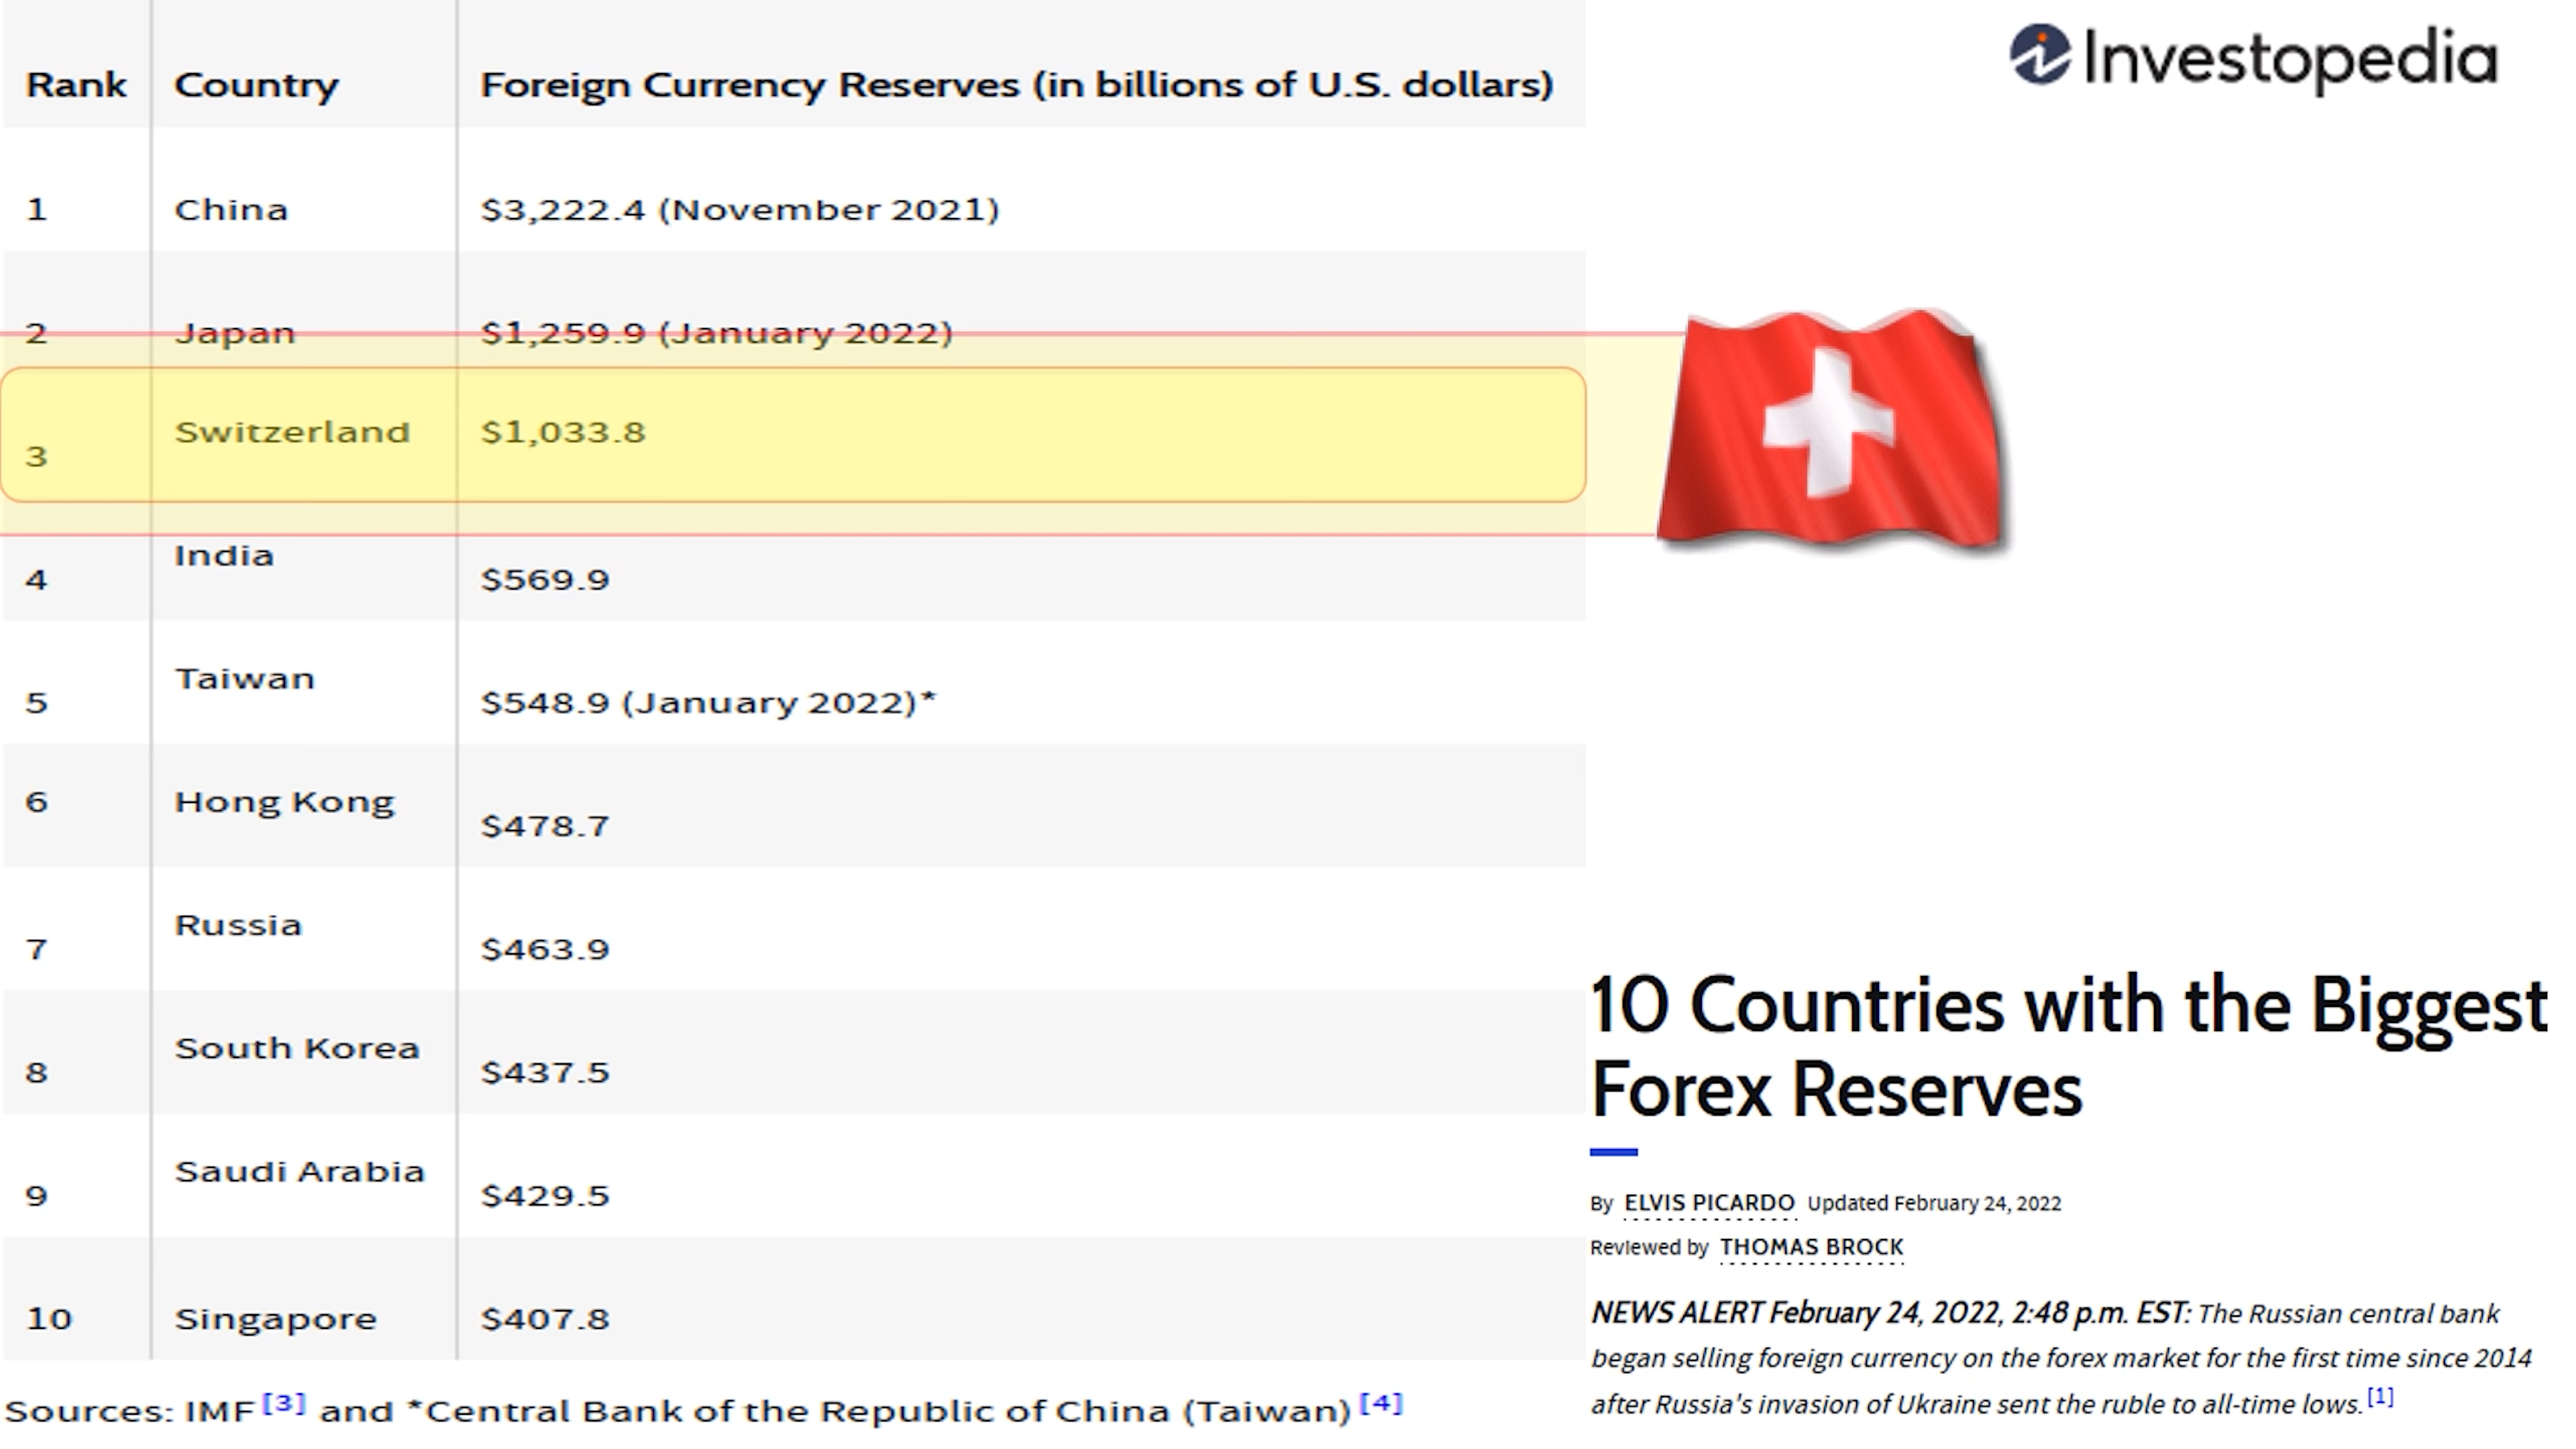 Investopedia
Rank Country Foreign Currency Reserves (in billions of U.S. dollars)
1 China $3,222.4 (November 2021)
2 Japan $1,259.9 (January 2022)
3 Switzerland $1,033.8
4 India $569.9
5 Taiwan $548.9 (January 2022)*
6 Hong Kong $478.7
7 Russia $463.9
8 South Korea $437.5
9 Saudi Arabia $429.5
10 Singapore $407.8
Sources: IMF [3] and *Central Bank of the Republic of China (Taiwan) [4]
10 Countries with the Biggest
Forex Reserves
By ELVIS PICARDO Updated February 24, 2022
Reviewed by THOMAS BROCK
NEWS ALERT February 24, 2022, 2:48 p.m. EST: The Russian central bank
began selling foreign currency on the forex market for the first time since 2014
after Russia's invasion of Ukraine sent the ruble to all-time lows. [1]